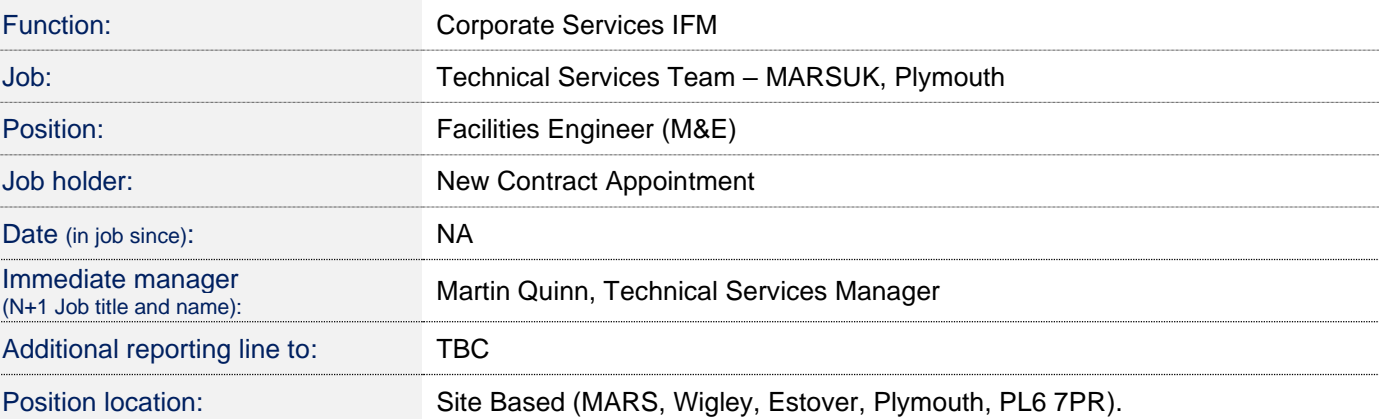 Function: Corporate Services IFM
Job: Technical Services Team – MARSUK, Plymouth
Position: Facilities Engineer (M&E)
Job holder: New Contract Appointment
Date (in job since): NA
Immediate manager
(N+1 Job title and name): Martin Quinn, Technical Services Manager
Additional reporting line to: TBC
Position location: Site Based (MARS, Wigley, Estover, Plymouth, PL6 7PR).